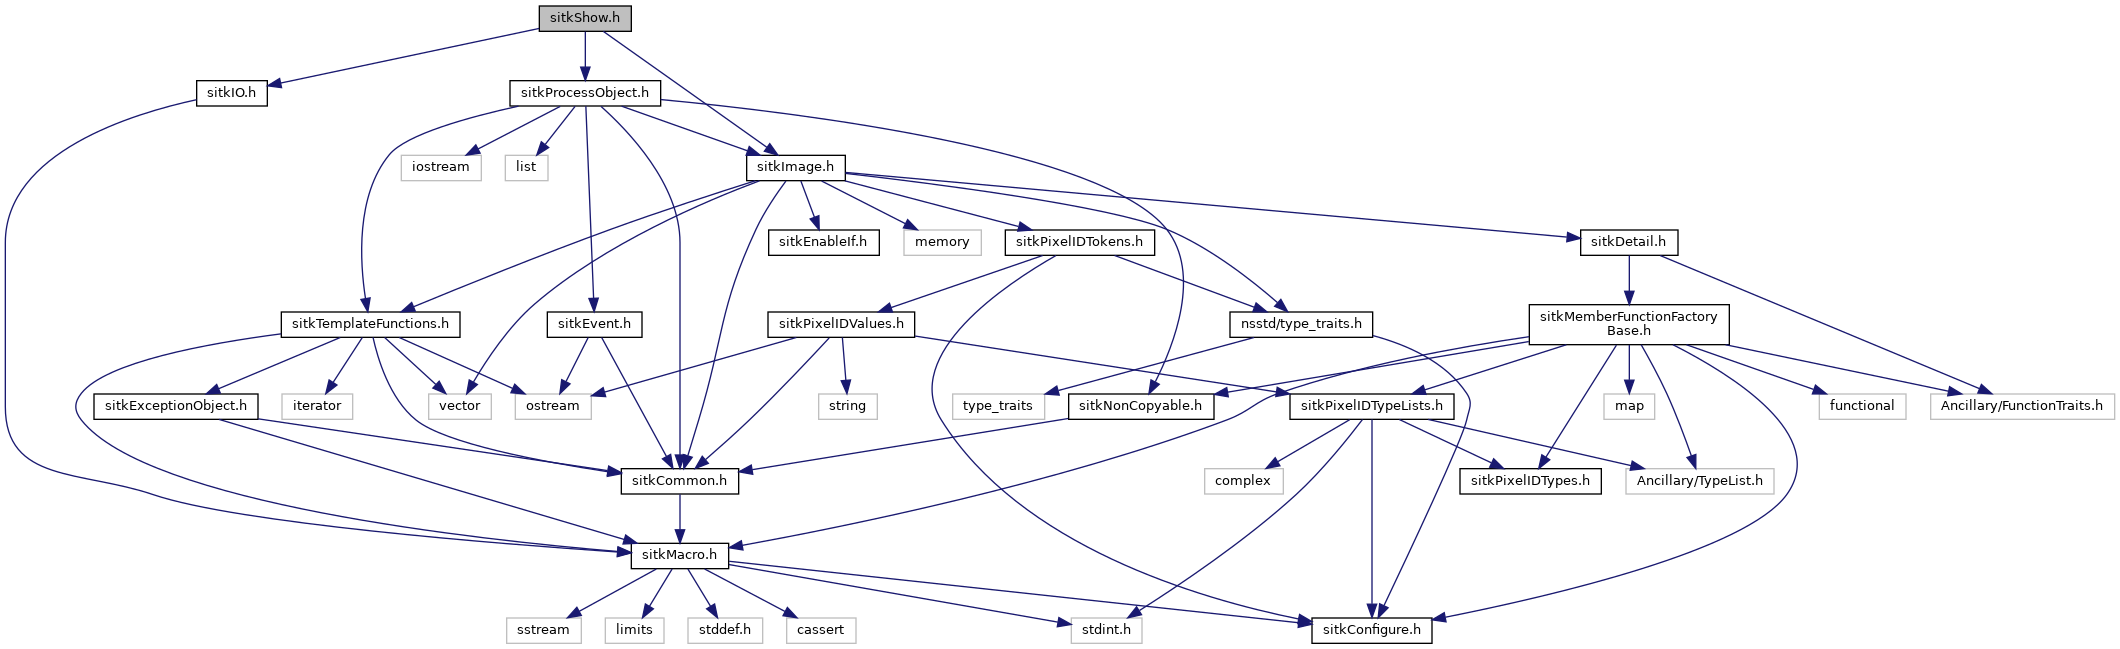 sitkShow.h
sitkIO.h
sitkProcessObject.h
iostream
list
sitkImage.h
sitkEnableIf.h
memory
sitkPixelIDTokens.h
sitkDetail.h
sitkTemplateFunctions.h
sitkEvent.h
sitkPixelIDValues.h
nsstd/type_traits.h
sitkMemberFunctionFactory
Base.h
sitkExceptionObject.h
iterator
vector
ostream
string
type_traits
sitkNonCopyable.h
sitkPixelIDTypeLists.h
map
functional
Ancillary/FunctionTraits.h
sitkCommon.h
complex
sitkPixelIDTypes.h
Ancillary/TypeList.h
sitkMacro.h
sstream
limits
stddef.h
cassert
stdint.h
sitkConfigure.h